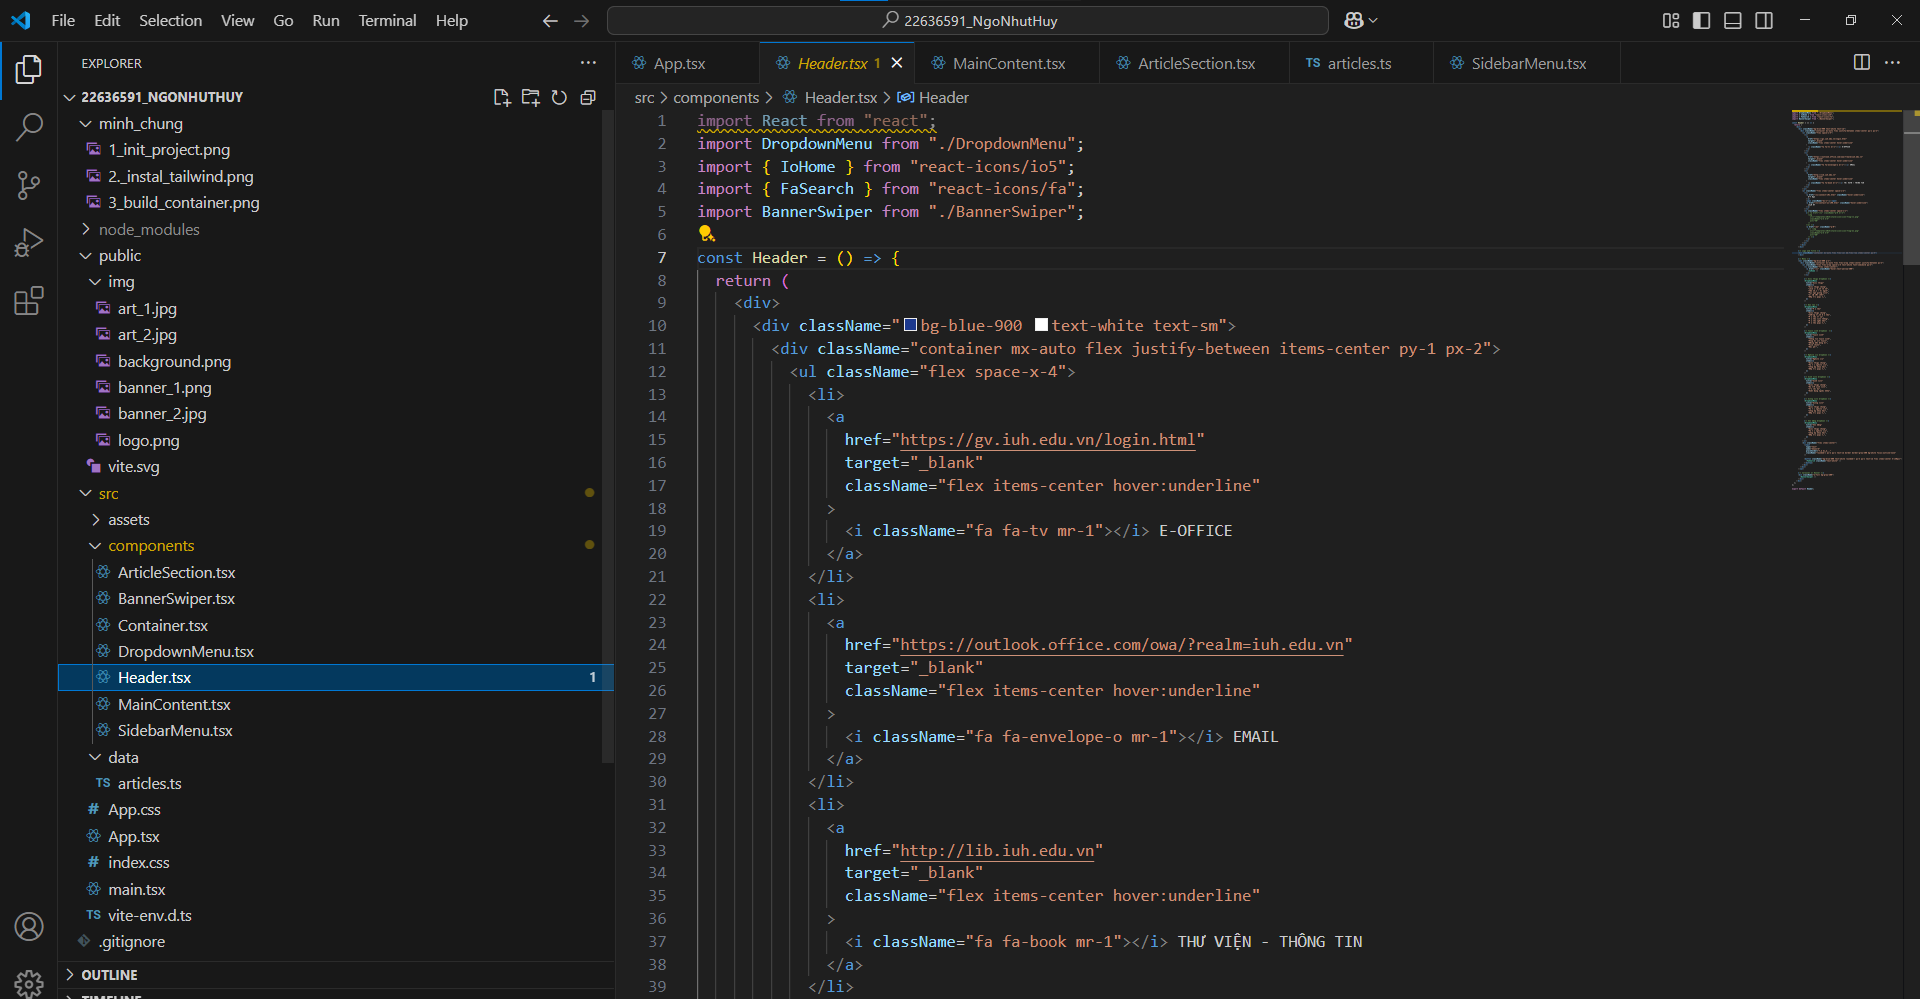 File Edit Selection View Go Run Terminal Help
22636591_NgoNhutHuy
EXPLORER
22636591_NGONHUTHUY
minh_chung
1_init_project.png
2._instal_tailwind.png
3_build_container.png
node_modules
public
img
art_1.jpg
art_2.jpg
background.png
banner_1.png
banner_2.jpg
logo.png
vite.svg
src
assets
components
ArticleSection.tsx
BannerSwiper.tsx
Container.tsx
DropdownMenu.tsx
Header.tsx 1
MainContent.tsx
SidebarMenu.tsx
data
TS articles.ts
# App.css
App.tsx
# index.css
main.tsx
TS vite-env.d.ts
.gitignore
OUTLINE
TIMELINE
App.tsx Header.tsx 1 MainContent.tsx ArticleSection.tsx TS articles.ts SidebarMenu.tsx
src > components > Header.tsx > Header
1 import React from "react";
2 import DropdownMenu from "./DropdownMenu";
3 import { IoHome } from "react-icons/io5";
4 import { FaSearch } from "react-icons/fa";
5 import BannerSwiper from "./BannerSwiper";
6
7 const Header = () => {
8 return (
9 <div>
10 <div className="bg-blue-900 text-white text-sm">
11 <div className="container mx-auto flex justify-between items-center py-1 px-2">
12 <ul className="flex space-x-4">
13 <li>
14 <a
15 href="https://gv.iuh.edu.vn/login.html"
16 target="_blank"
17 className="flex items-center hover:underline"
18 >
19 <i className="fa fa-tv mr-1"></i> E-OFFICE
20 </a>
21 </li>
22 <li>
23 <a
24 href="https://outlook.office.com/owa/?realm=iuh.edu.vn"
25 target="_blank"
26 className="flex items-center hover:underline"
27 >
28 <i className="fa fa-envelope-o mr-1"></i> EMAIL
29 </a>
30 </li>
31 <li>
32 <a
33 href="http://lib.iuh.edu.vn"
34 target="_blank"
35 className="flex items-center hover:underline"
36 >
37 <i className="fa fa-book mr-1"></i> THƯ VIỆN - THÔNG TIN
38 </a>
39 </li>